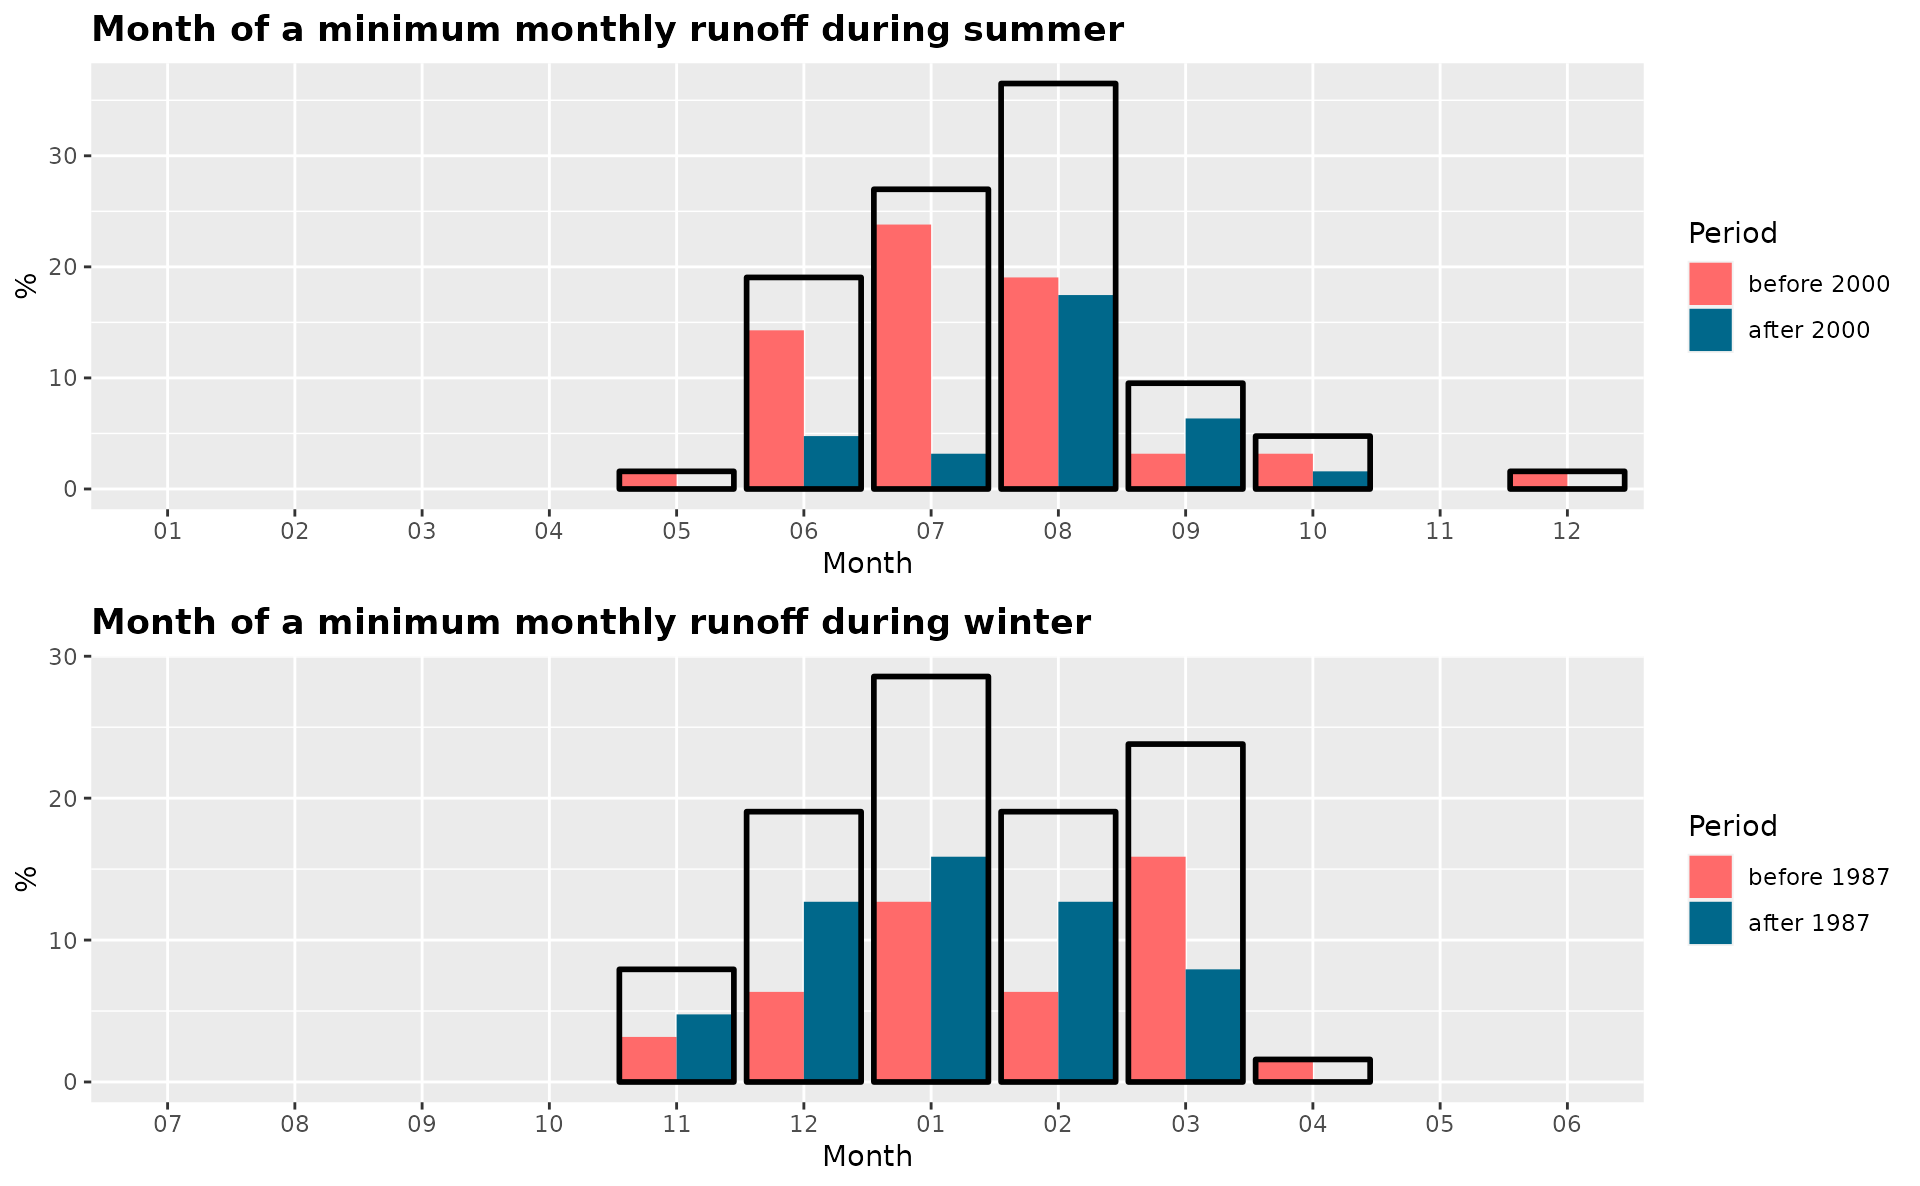 Month of a minimum monthly runoff during summer
30
20
10
0
%
01 02 03 04 05 06 07 08 09 10 11 12
Month
Period
before 2000
after 2000
Month of a minimum monthly runoff during winter
30
20
10
0
%
07 08 09 10 11 12 01 02 03 04 05 06
Month
Period
before 1987
after 1987